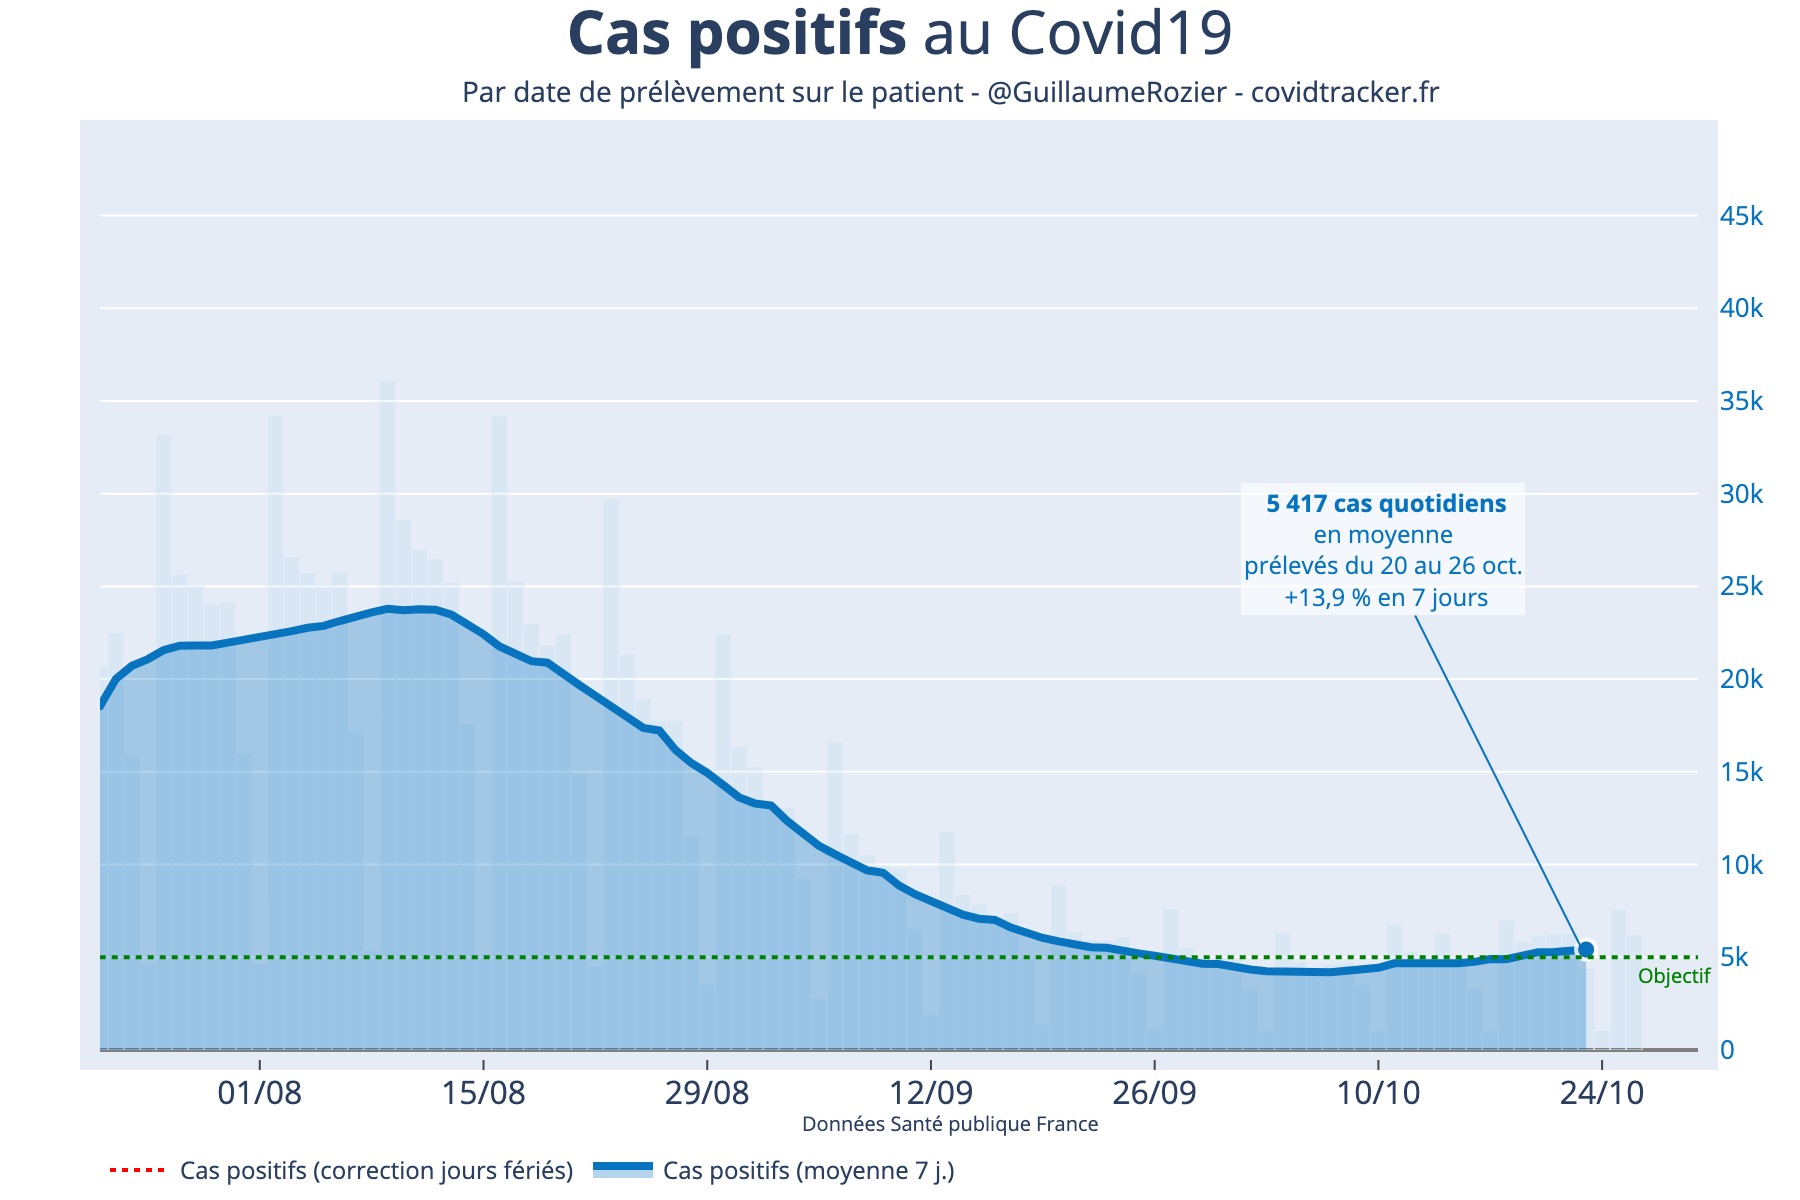 Cas positifs au Covid19
Par date de prélèvement sur le patient - @GuillaumeRozier - covidtracker.fr
45k
40k
35k
30k
25k
20k
15k
10k
5k
0
5 417 cas quotidiens
en moyenne
prélevés du 20 au 26 oct.
+13,9 % en 7 jours
Objectif
01/08
15/08
29/08
12/09
26/09
10/10
24/10
Données Santé publique France
Cas positifs (correction jours fériés)
Cas positifs (moyenne 7 j.)